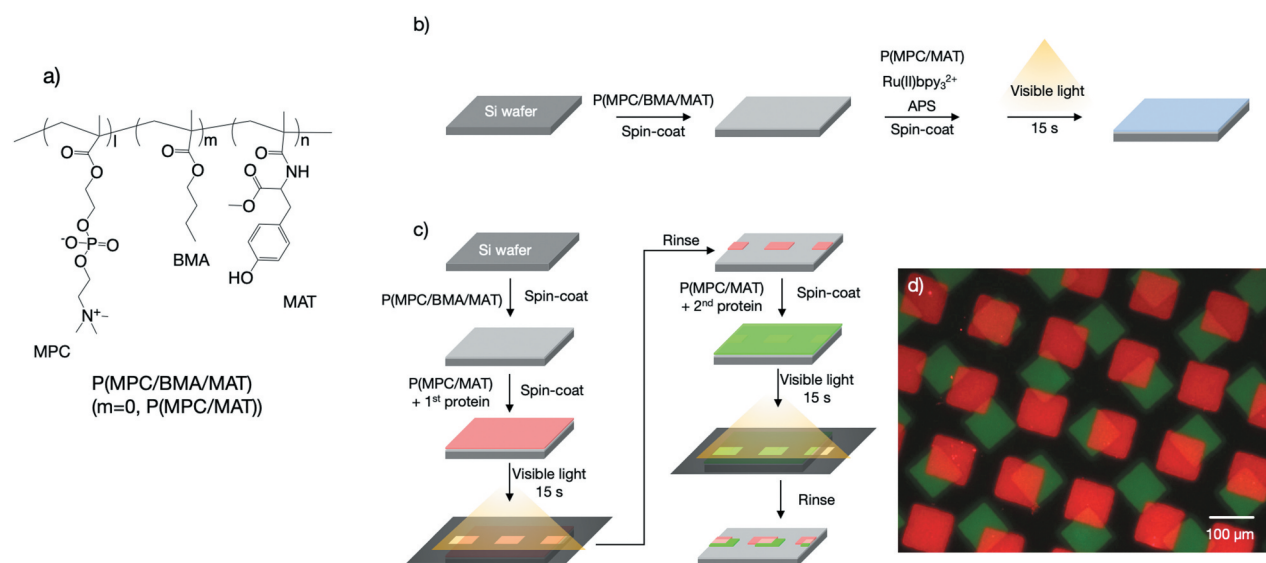 a)
l
m
n
O
O
O
O
O
NH
O
O
O
O
-O-P=O
O
N+
HO
MPC
BMA
MAT
P(MPC/BMA/MAT)
(m=0, P(MPC/MAT))
b)
Si wafer
P(MPC/BMA/MAT)
Spin-coat
P(MPC/MAT)
Ru(II)bpy₃²⁺
APS
Spin-coat
Visible light
15 s
c)
Si wafer
P(MPC/BMA/MAT)
Spin-coat
P(MPC/MAT)
+ 1st protein
Spin-coat
Visible light
15 s
Rinse
P(MPC/MAT)
+ 2nd protein
Spin-coat
Visible light
15 s
Rinse
d)
100 µm